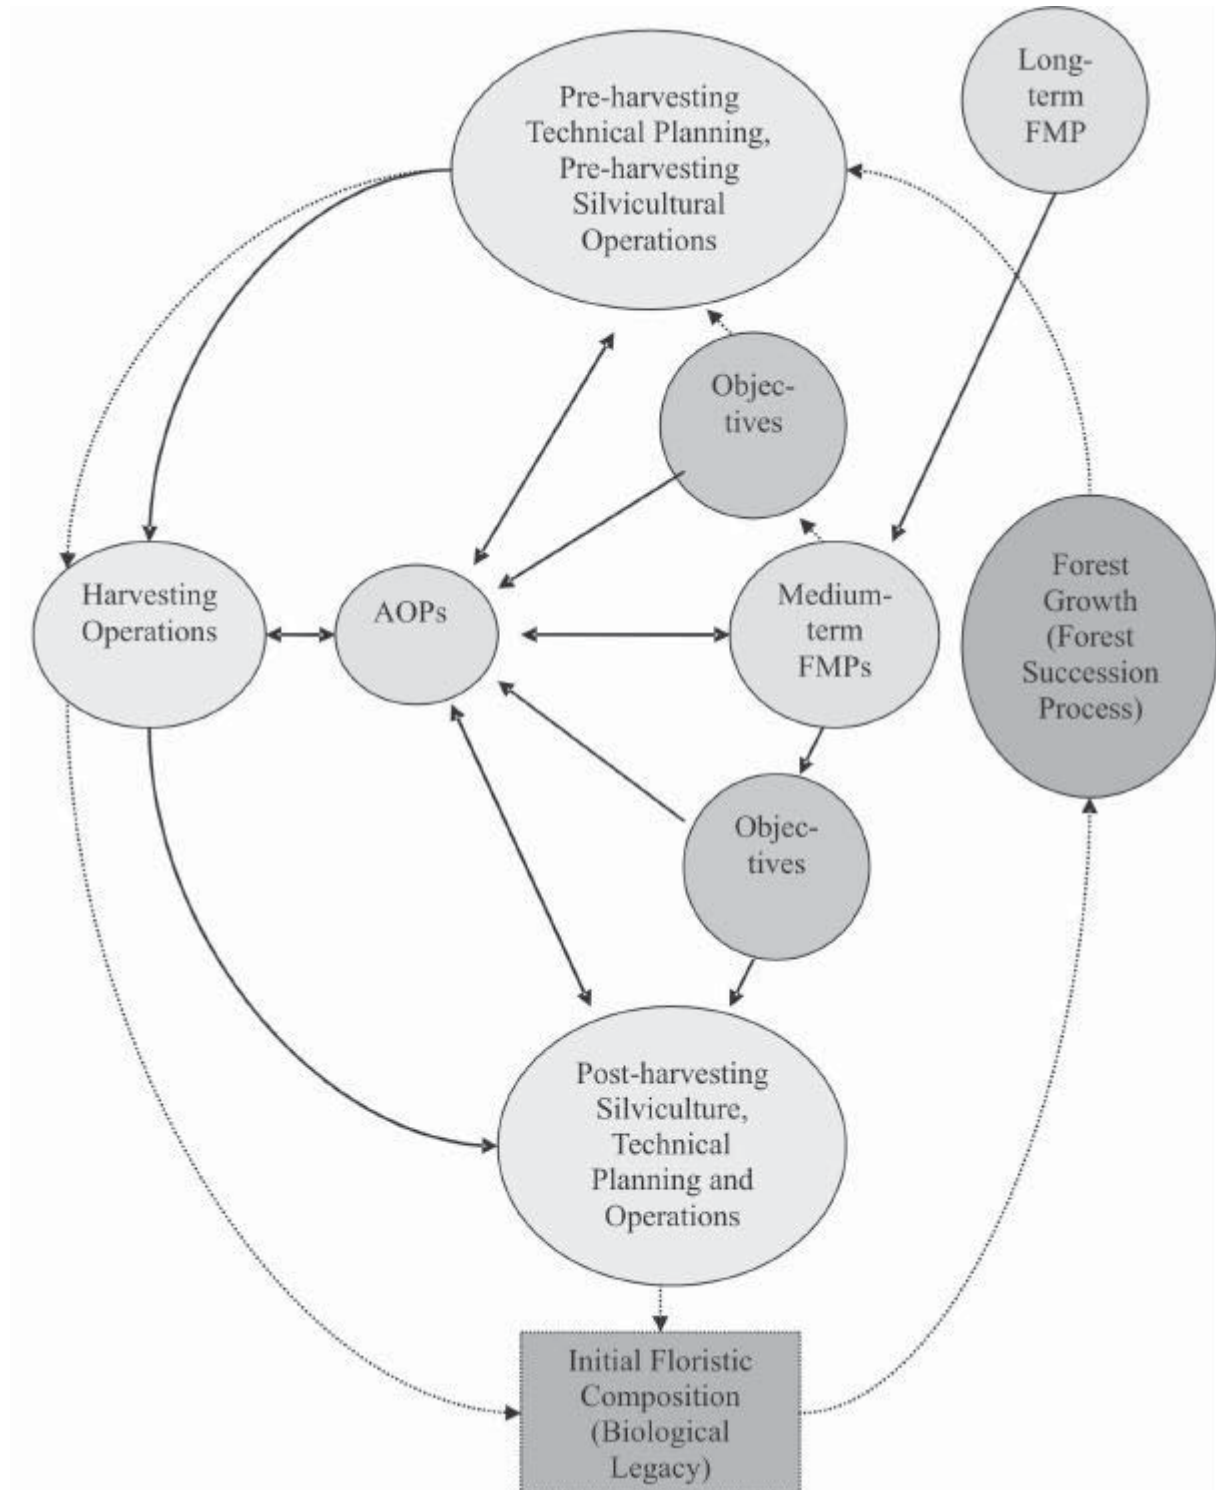 Pre-harvesting
Technical Planning,
Pre-harvesting
Silvicultural
Operations
Long-
term
FMP
Objec-
tives
Harvesting
Operations
AOPs
Medium-
term
FMPs
Forest
Growth
(Forest
Succession
Process)
Objec-
tives
Post-harvesting
Silviculture,
Technical
Planning and
Operations
Initial Floristic
Composition
(Biological
Legacy)